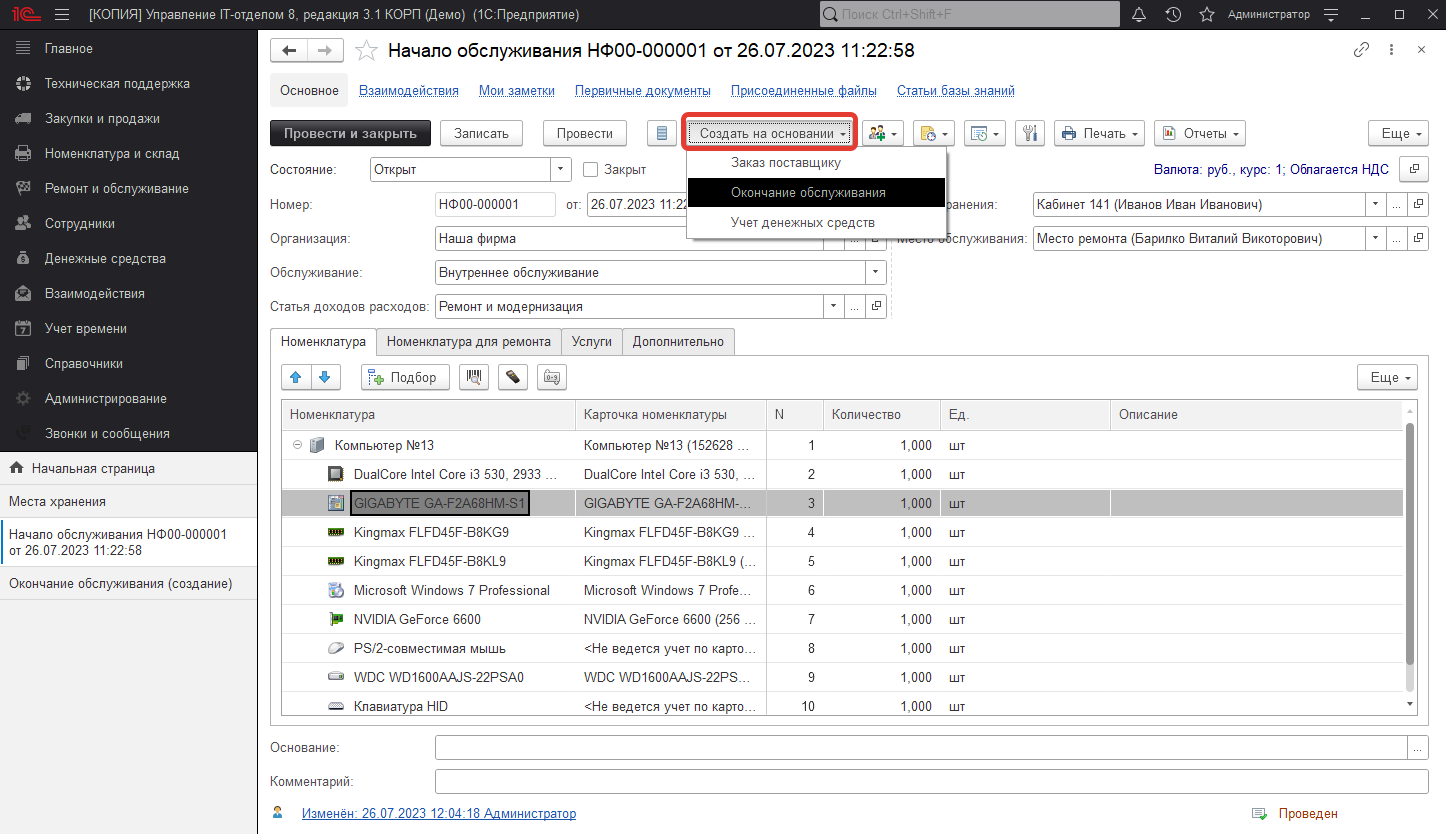 [КОПИЯ] Управление IT-отделом 8, редакция 3.1 КОРП (Демо) (1С:Предприятие)
Поиск Ctrl+Shift+F
Администратор
Главное
Техническая поддержка
Закупки и продажи
Номенклатура и склад
Ремонт и обслуживание
Сотрудники
Денежные средства
Взаимодействия
Учет времени
Справочники
Администрирование
Звонки и сообщения
Начальная страница
Места хранения
Начало обслуживания НФ00-000001
от 26.07.2023 11:22:58
Окончание обслуживания (создание)
Начало обслуживания НФ00-000001 от 26.07.2023 11:22:58
Основное Взаимодействия Мои заметки Первичные документы Присоединенные файлы Статьи базы знаний
Провести и закрыть Записать Провести Создать на основании Печать Отчеты Еще
Заказ поставщику
Окончание обслуживания
Учет денежных средств
Состояние: Открыт Закрыт Валюта: руб., курс: 1; Облагается НДС
Номер: НФ00-000001 от: 26.07.2023 11:22 Кабинет 141 (Иванов Иван Иванович)
Организация: Наша фирма Место обслуживания: Место ремонта (Барилко Виталий Викоторович)
Обслуживание: Внутреннее обслуживание
Статья доходов расходов: Ремонт и модернизация
Номенклатура Номенклатура для ремонта Услуги Дополнительно
Подбор Еще
Номенклатура Карточка номенклатуры N Количество Ед. Описание
Компьютер №13 Компьютер №13 (152628 ... 1 1,000 шт
DualCore Intel Core i3 530, 2933 ... DualCore Intel Core i3 530, ... 2 1,000 шт
GIGABYTE GA-F2A68HM-S1 GIGABYTE GA-F2A68HM-... 3 1,000 шт
Kingmax FLFD45F-B8KG9 Kingmax FLFD45F-B8KG9 ... 4 1,000 шт
Kingmax FLFD45F-B8KL9 Kingmax FLFD45F-B8KL9 (... 5 1,000 шт
Microsoft Windows 7 Professional Microsoft Windows 7 Profe... 6 1,000 шт
NVIDIA GeForce 6600 NVIDIA GeForce 6600 (256 ... 7 1,000 шт
PS/2-совместимая мышь <Не ведется учет по карто... 8 1,000 шт
WDC WD1600AAJS-22PSA0 WDC WD1600AAJS-22PS... 9 1,000 шт
Клавиатура HID <Не ведется учет по карто... 10 1,000 шт
Основание:
Комментарий:
Изменён: 26.07.2023 12:04:18 Администратор Проведен